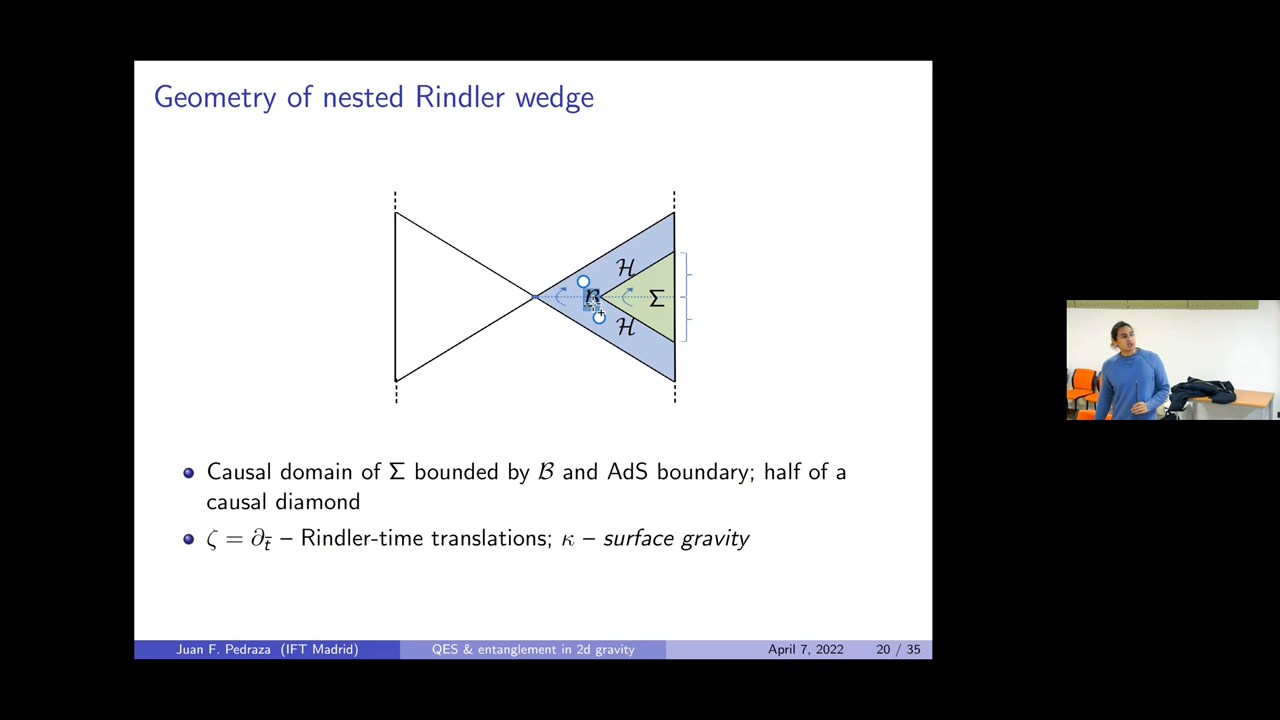 Geometry of nested Rindler wedge
ℋ
ℬ
Σ
ℋ
Causal domain of Σ bounded by ℬ and AdS boundary; half of a
causal diamond
ζ = ∂_t̄ – Rindler-time translations; κ – surface gravity
Juan F. Pedraza (IFT Madrid)
QES & entanglement in 2d gravity
April 7, 2022
20 / 35